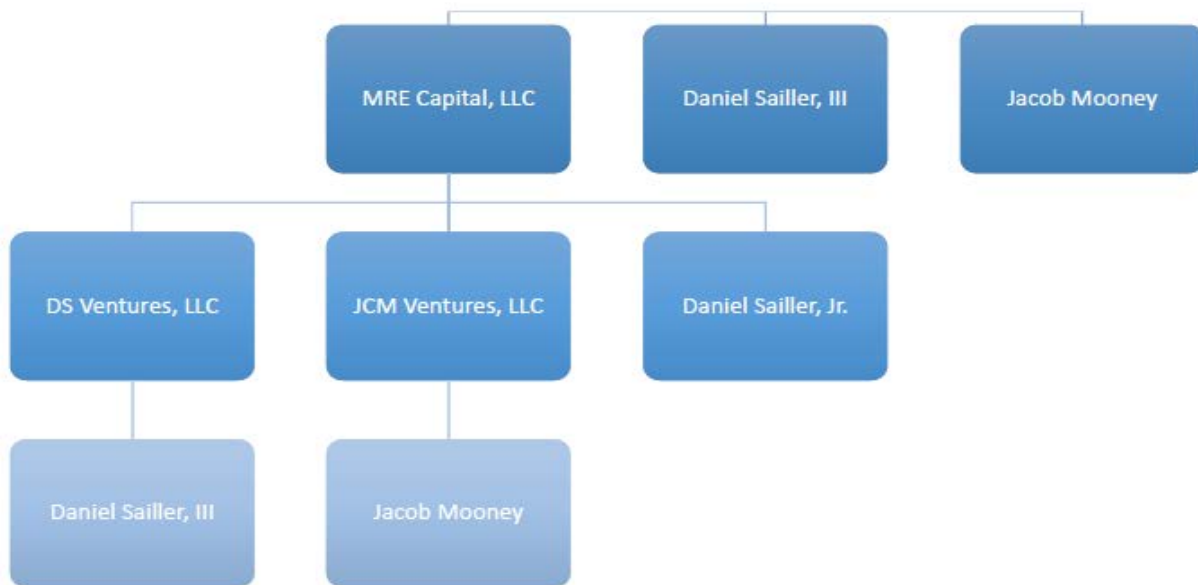 MRE Capital, LLC
Daniel Sailler, III
Jacob Mooney
DS Ventures, LLC
JCM Ventures, LLC
Daniel Sailler, Jr.
Daniel Sailler, III
Jacob Mooney